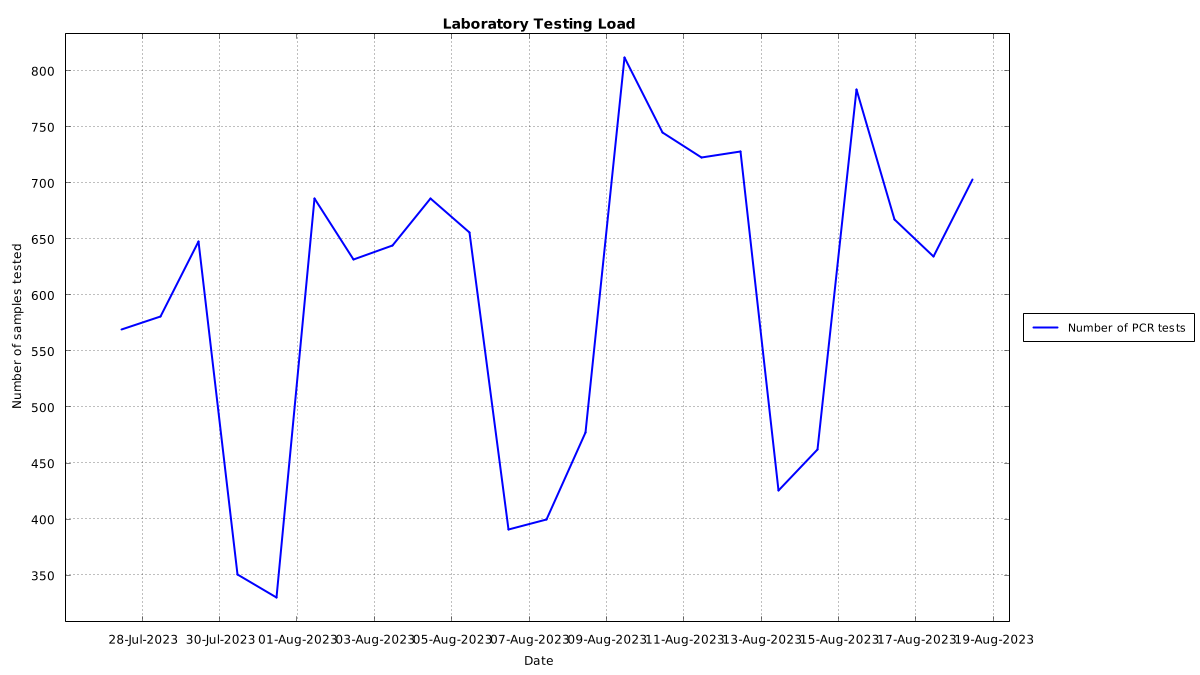 Laboratory Testing Load
800
750
700
650
600
550
500
450
400
350
Number of samples tested
28-Jul-2023 30-Jul-2023 01-Aug-2023 03-Aug-2023 05-Aug-2023 07-Aug-2023 09-Aug-2023 11-Aug-2023 13-Aug-2023 15-Aug-2023 17-Aug-2023 19-Aug-2023
Date
Number of PCR tests